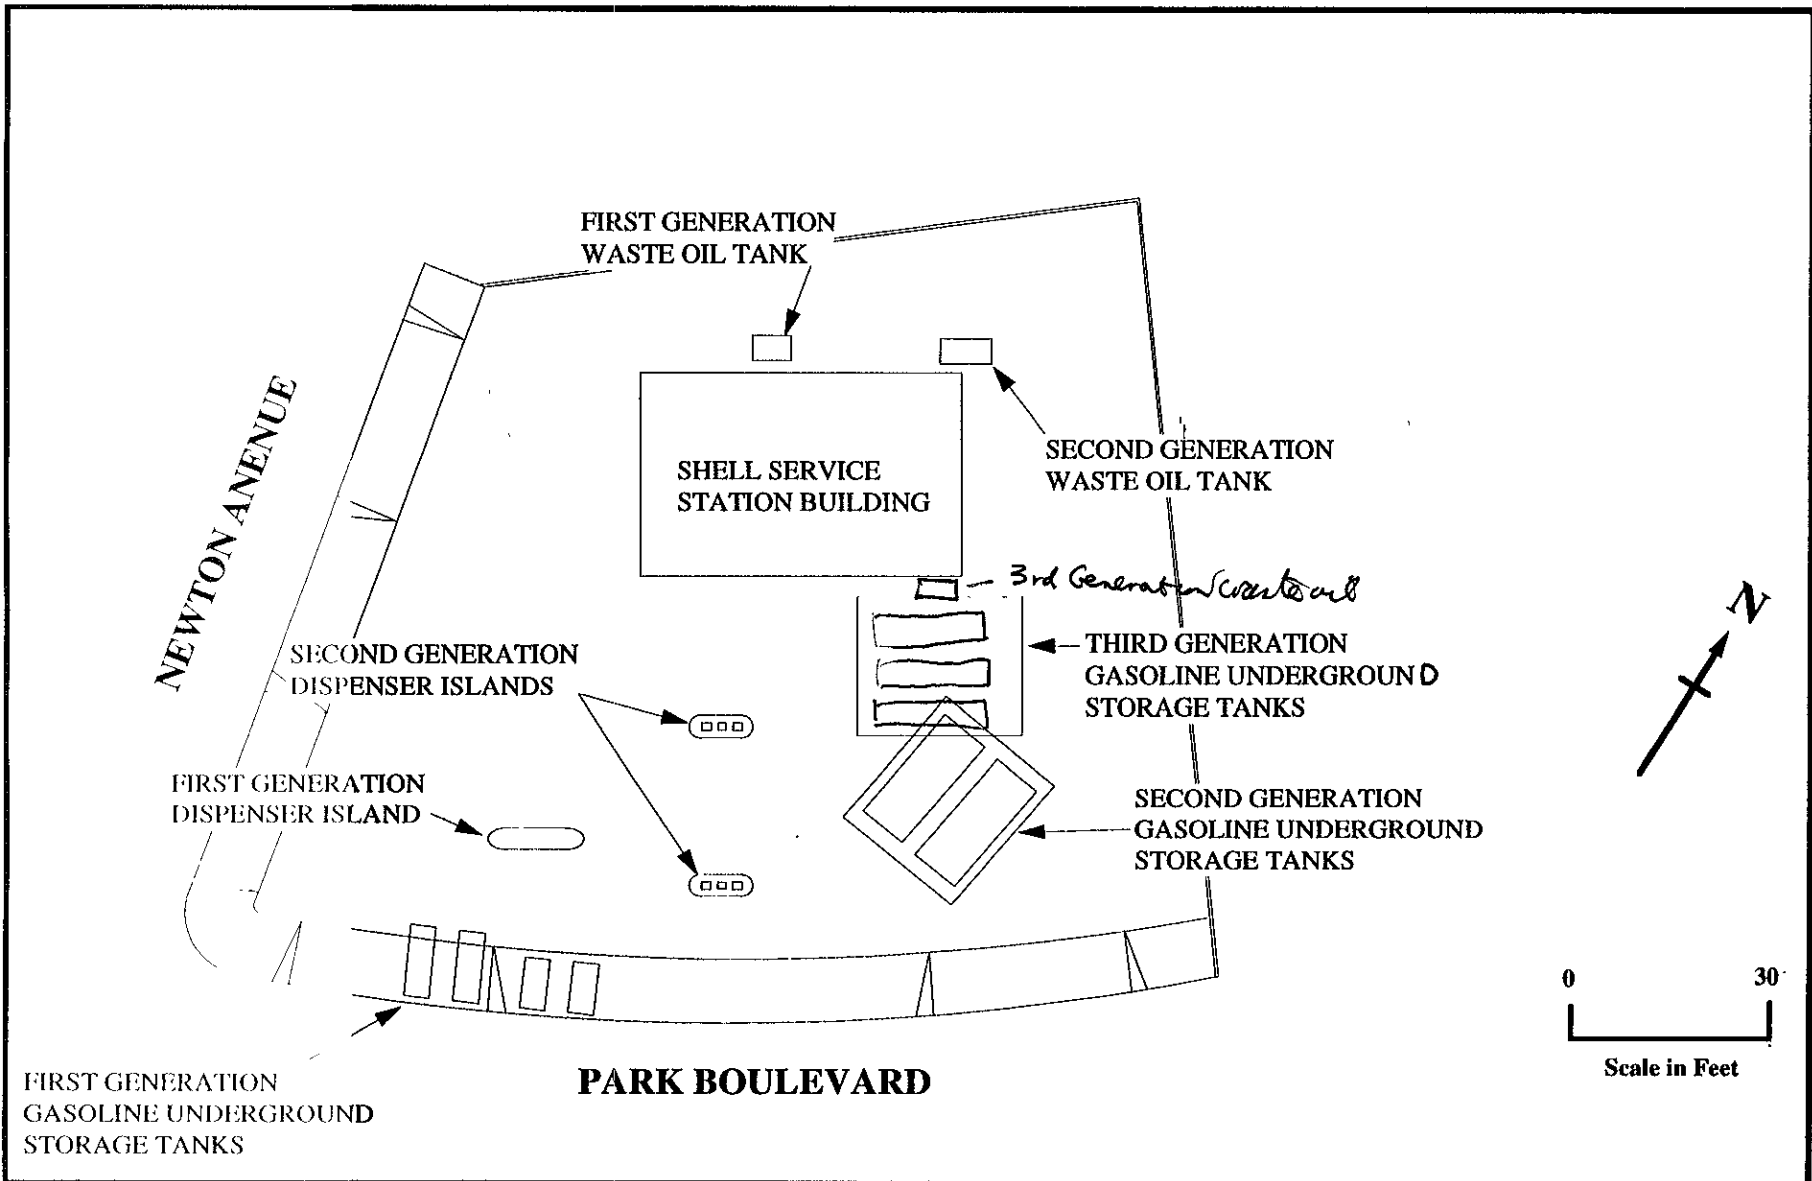 FIRST GENERATION
WASTE OIL TANK
NEWTON ANENUE
SHELL SERVICE
STATION BUILDING
SECOND GENERATION
WASTE OIL TANK
3rd Generation waste oil
THIRD GENERATION
GASOLINE UNDERGROUND
STORAGE TANKS
N
SECOND GENERATION
DISPENSER ISLANDS
FIRST GENERATION
DISPENSER ISLAND
SECOND GENERATION
GASOLINE UNDERGROUND
STORAGE TANKS
0 30
Scale in Feet
PARK BOULEVARD
FIRST GENERATION
GASOLINE UNDERGROUND
STORAGE TANKS